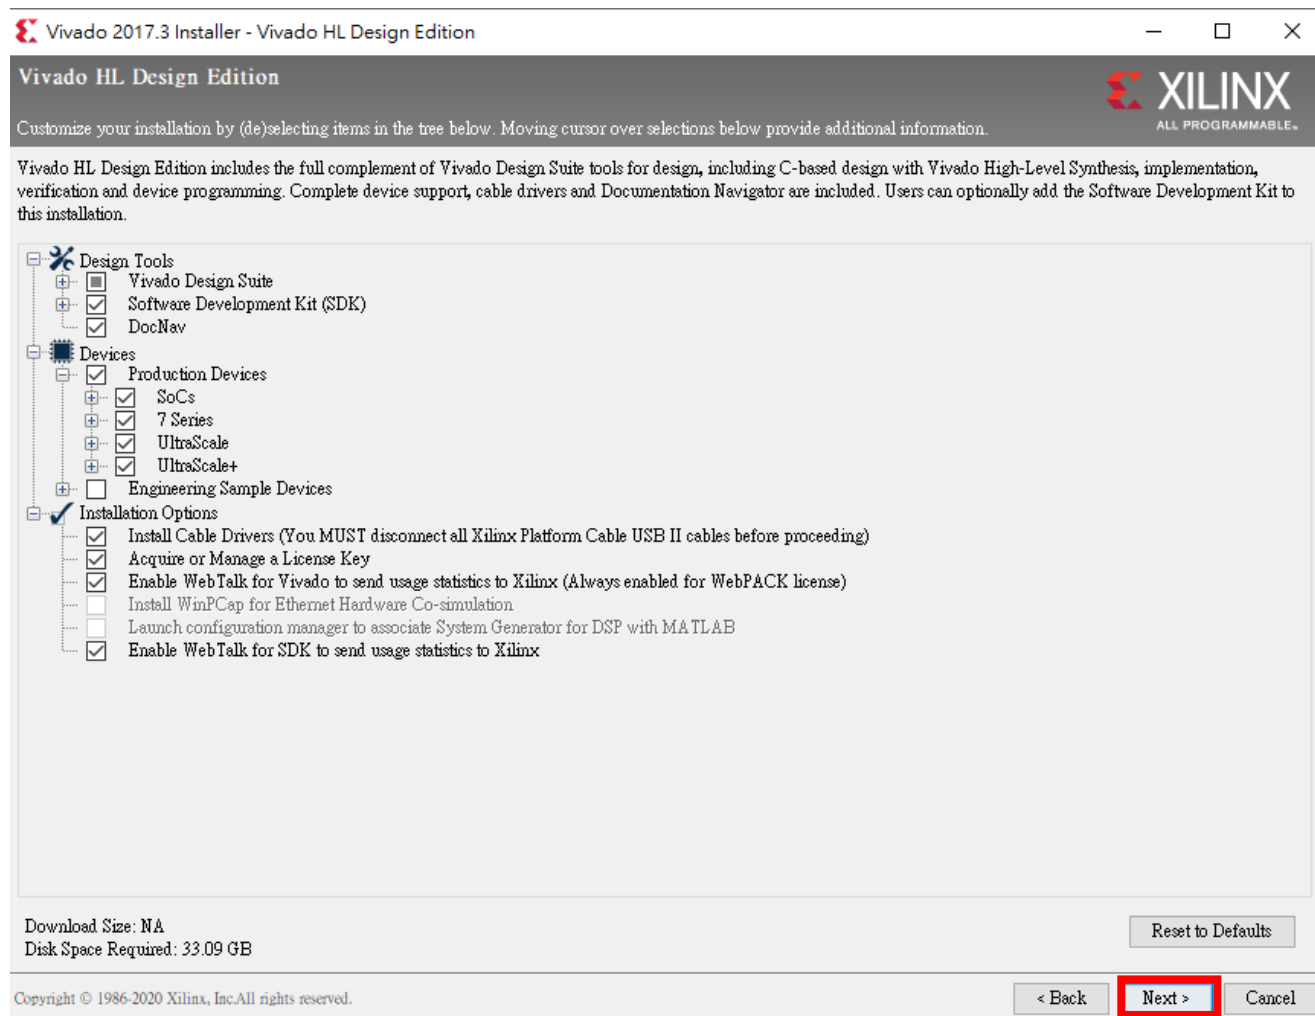 Vivado 2017.3 Installer - Vivado HL Design Edition
Vivado HL Design Edition
XILINX
ALL PROGRAMMABLE.
Customize your installation by (de)selecting items in the tree below. Moving cursor over selections below provide additional information.
Vivado HL Design Edition includes the full complement of Vivado Design Suite tools for design, including C-based design with Vivado High-Level Synthesis, implementation,
verification and device programming. Complete device support, cable drivers and Documentation Navigator are included. Users can optionally add the Software Development Kit to
this installation.
Design Tools
Vivado Design Suite
Software Development Kit (SDK)
DocNav
Devices
Production Devices
SoCs
7 Series
UltraScale
UltraScale+
Engineering Sample Devices
Installation Options
Install Cable Drivers (You MUST disconnect all Xilinx Platform Cable USB II cables before proceeding)
Acquire or Manage a License Key
Enable WebTalk for Vivado to send usage statistics to Xilinx (Always enabled for WebPACK license)
Install WinPCap for Ethernet Hardware Co-simulation
Launch configuration manager to associate System Generator for DSP with MATLAB
Enable WebTalk for SDK to send usage statistics to Xilinx
Download Size: NA
Disk Space Required: 33.09 GB
Reset to Defaults
Copyright © 1986-2020 Xilinx, Inc.All rights reserved.
< Back
Next >
Cancel